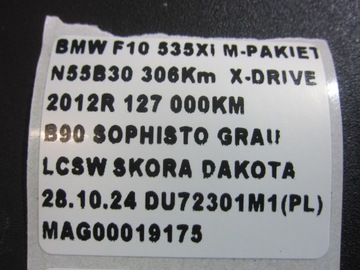 BMW F10 535Xi M-PAKIET
N55B30 306Km X-DRIVE
2012R 127 000KM
B90 SOPHISTO GRAU
LCSW SKORA DAKOTA
28.10.24 DU72301M1(PL)
MAG00019175